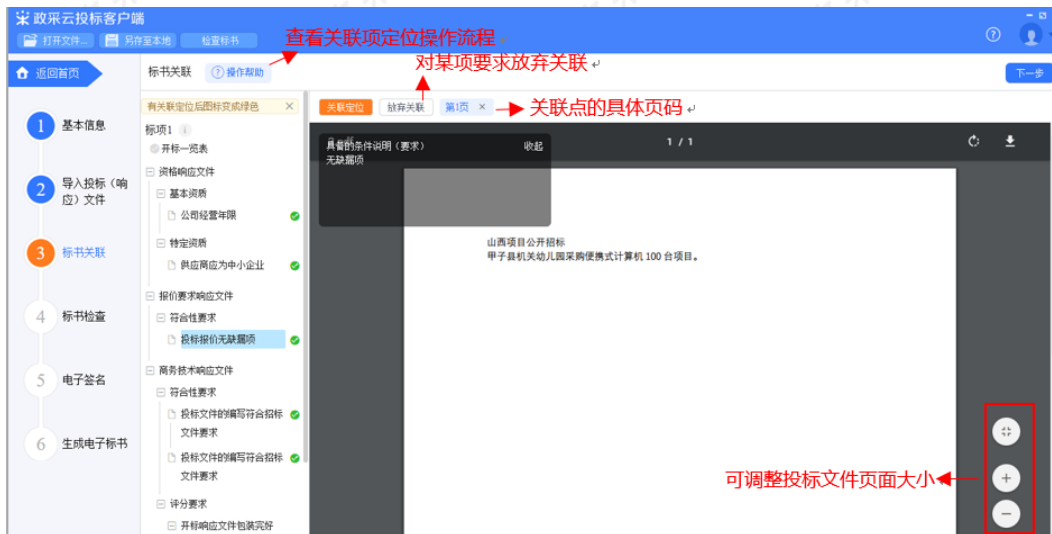 政采云投标客户端
打开文件... 另存至本地 检查标书
查看关联项定位操作流程
返回首页
标书关联 操作帮助
对某项要求放弃关联
下一步
有关联定位后图标变成绿色 ×
关联定位 放弃关联 第1页 × 关联点的具体页码
1 基本信息
2 导入投标（响应）文件
3 标书关联
4 标书检查
5 电子签名
6 生成电子标书
标项1
开标一览表
资格响应文件
基本资质
公司经营年限
特定资质
供应商应为中小企业
报价要求响应文件
符合性要求
投标报价无缺漏项
商务技术响应文件
符合性要求
投标文件的编写符合招标
文件要求
投标文件的编写符合招标
文件要求
评分要求
开标响应文件包装完好
具备的条件说明（要求） 收起
无缺漏项
1 / 1
山西项目公开招标
甲子县机关幼儿园采购便携式计算机 100 台项目。
可调整投标文件页面大小